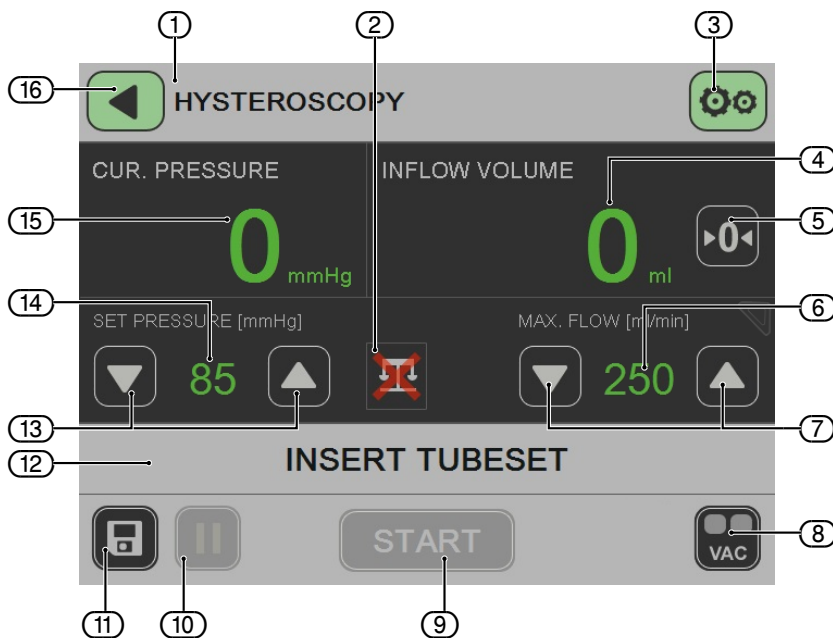 1 2 3
16 HYSTEROSCOPY
CUR. PRESSURE INFLOW VOLUME 4
15 0 mmHg 0 ml ▸0◂ 5
14 SET PRESSURE [mmHg] MAX. FLOW [ml/min] 6
85 250
13 7
12 INSERT TUBESET
START VAC 8
11 10 9